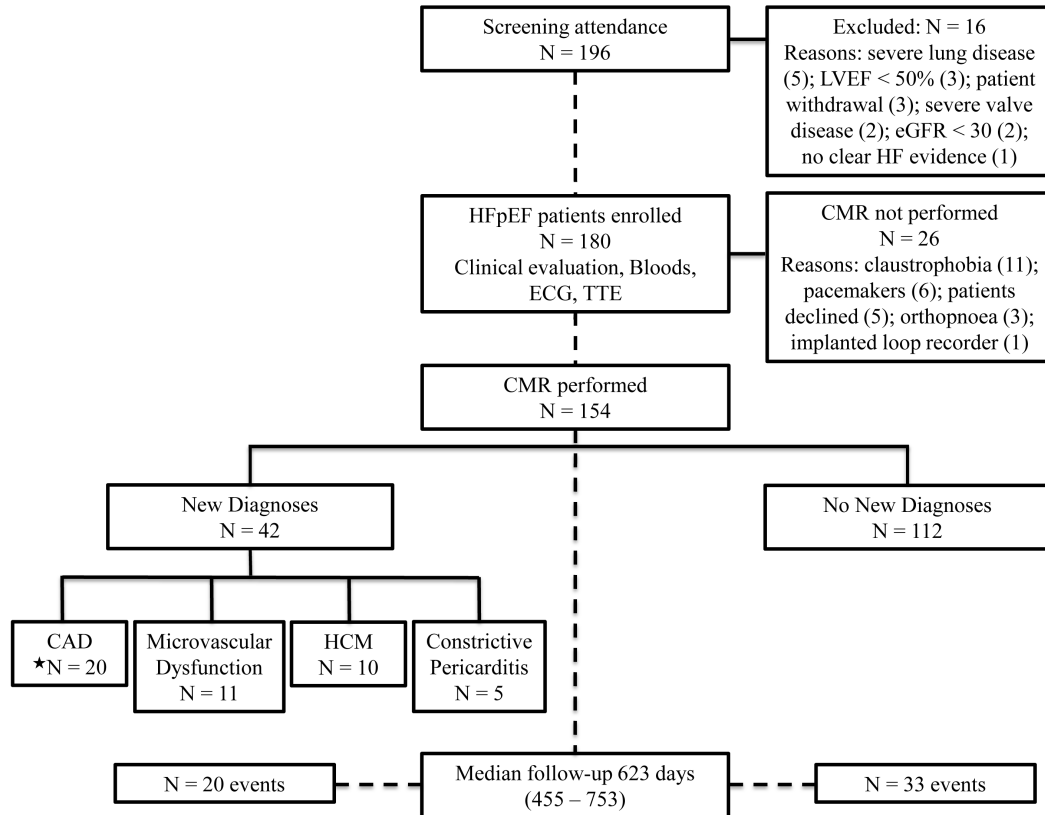 Screening attendance
N = 196
Excluded: N = 16
Reasons: severe lung disease
(5); LVEF < 50% (3); patient
withdrawal (3); severe valve
disease (2); eGFR < 30 (2);
no clear HF evidence (1)
HFpEF patients enrolled
N = 180
Clinical evaluation, Bloods,
ECG, TTE
CMR not performed
N = 26
Reasons: claustrophobia (11);
pacemakers (6); patients
declined (5); orthopnoea (3);
implanted loop recorder (1)
CMR performed
N = 154
New Diagnoses
N = 42
No New Diagnoses
N = 112
CAD
★N = 20
Microvascular
Dysfunction
N = 11
HCM
N = 10
Constrictive
Pericarditis
N = 5
N = 20 events
Median follow-up 623 days
(455 – 753)
N = 33 events